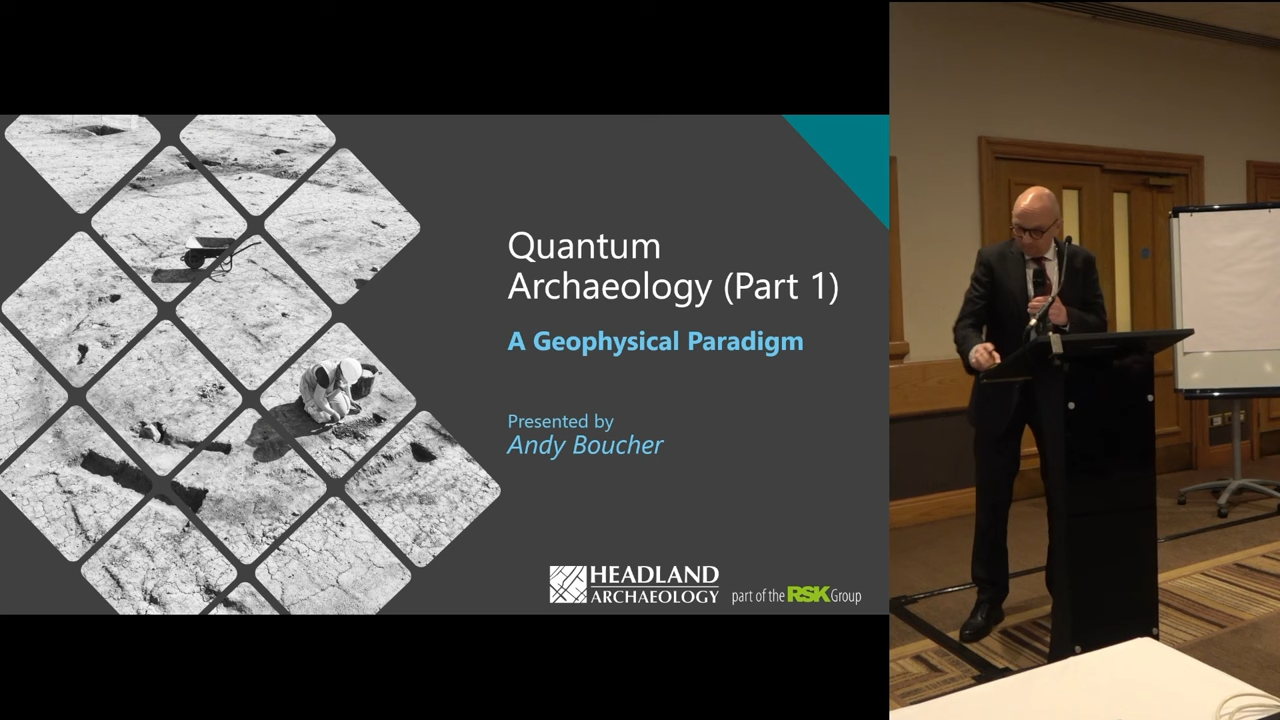 Quantum
Archaeology (Part 1)
A Geophysical Paradigm
Presented by
Andy Boucher
HEADLAND
ARCHAEOLOGY
part of the RSK Group